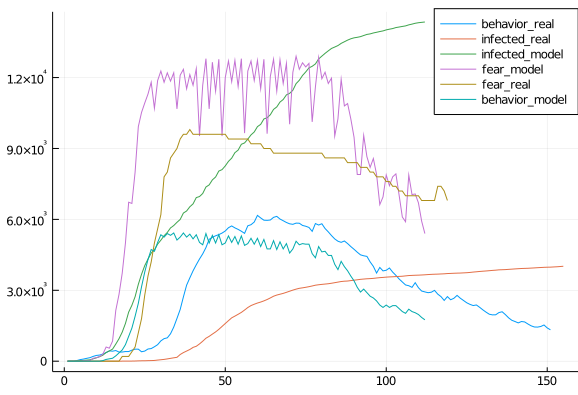 behavior_real
infected_real
infected_model
fear_model
fear_real
behavior_model
1.2×10⁴
9.0×10³
6.0×10³
3.0×10³
0
0 50 100 150